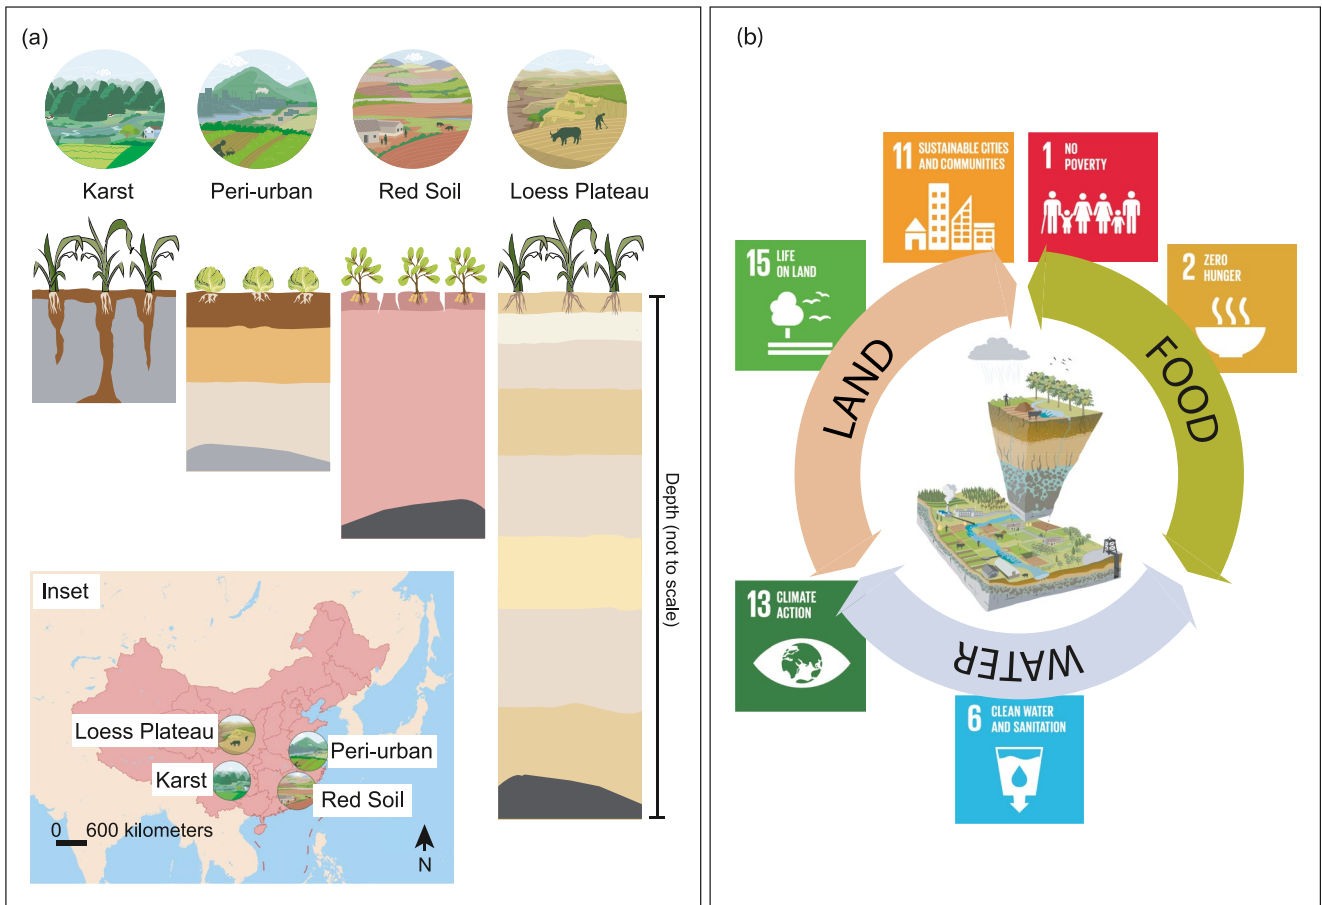 (a)
Karst
Peri-urban
Red Soil
Loess Plateau
Depth (not to scale)
Inset
Loess Plateau
Peri-urban
Karst
Red Soil
0 600 kilometers
N
(b)
11 SUSTAINABLE CITIES
AND COMMUNITIES
1 NO
POVERTY
15 LIFE
ON LAND
2 ZERO
HUNGER
LAND
FOOD
13 CLIMATE
ACTION
WATER
6 CLEAN WATER
AND SANITATION